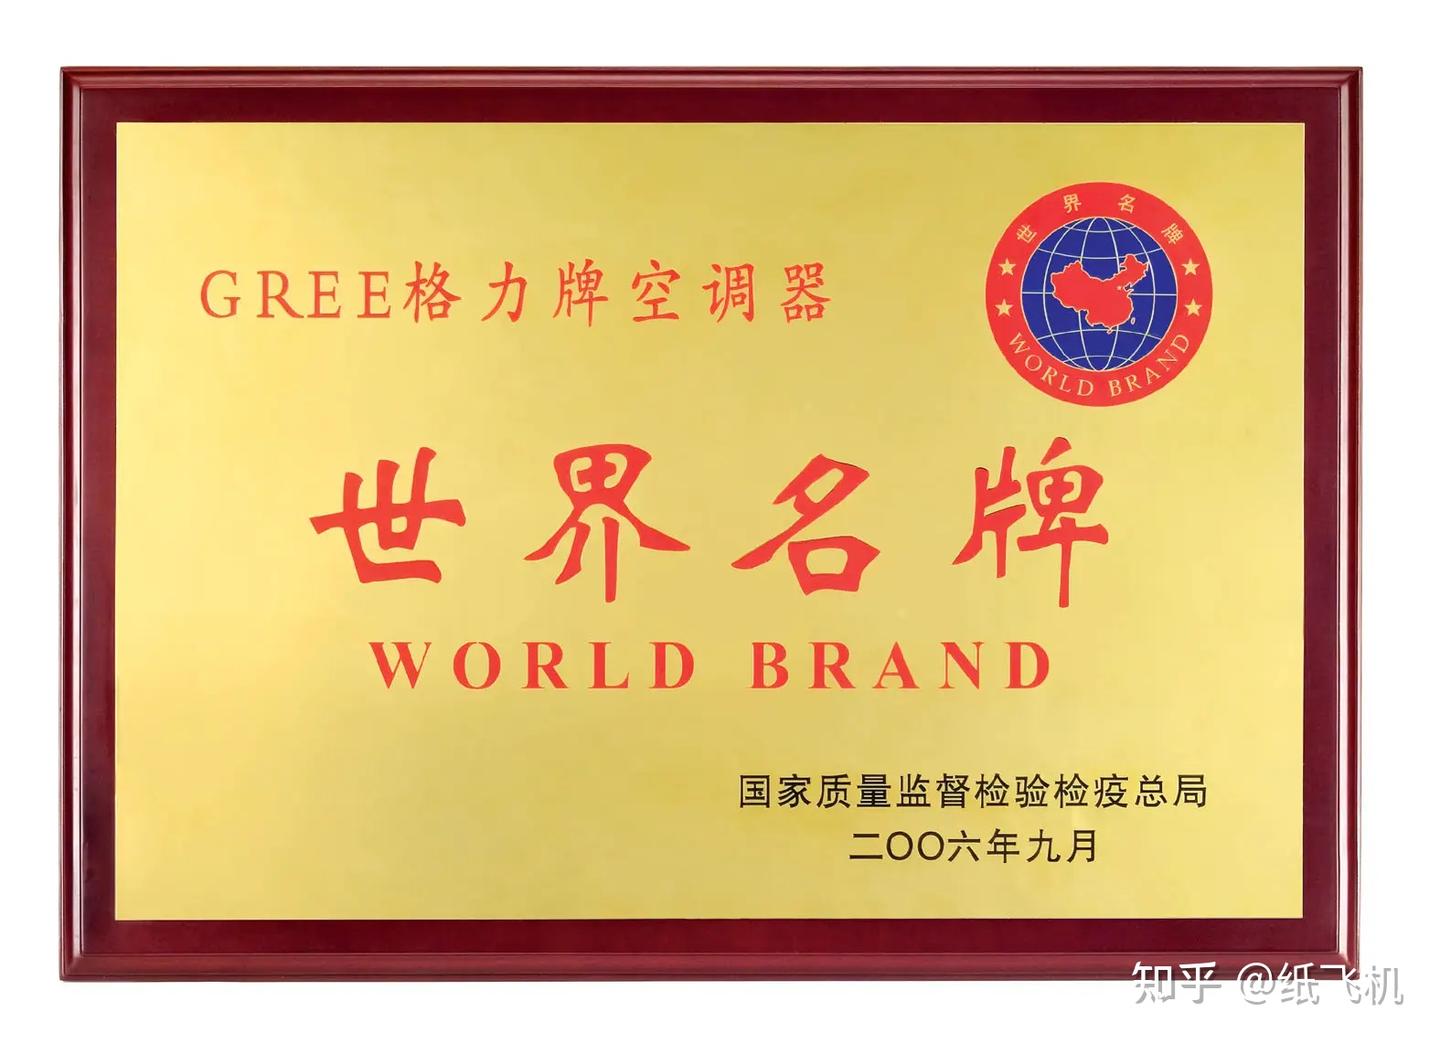 GREE格力牌空调器
世界名牌
WORLD BRAND
世界名牌
WORLD BRAND
国家质量监督检验检疫总局
二〇〇六年九月
知乎 @纸飞机